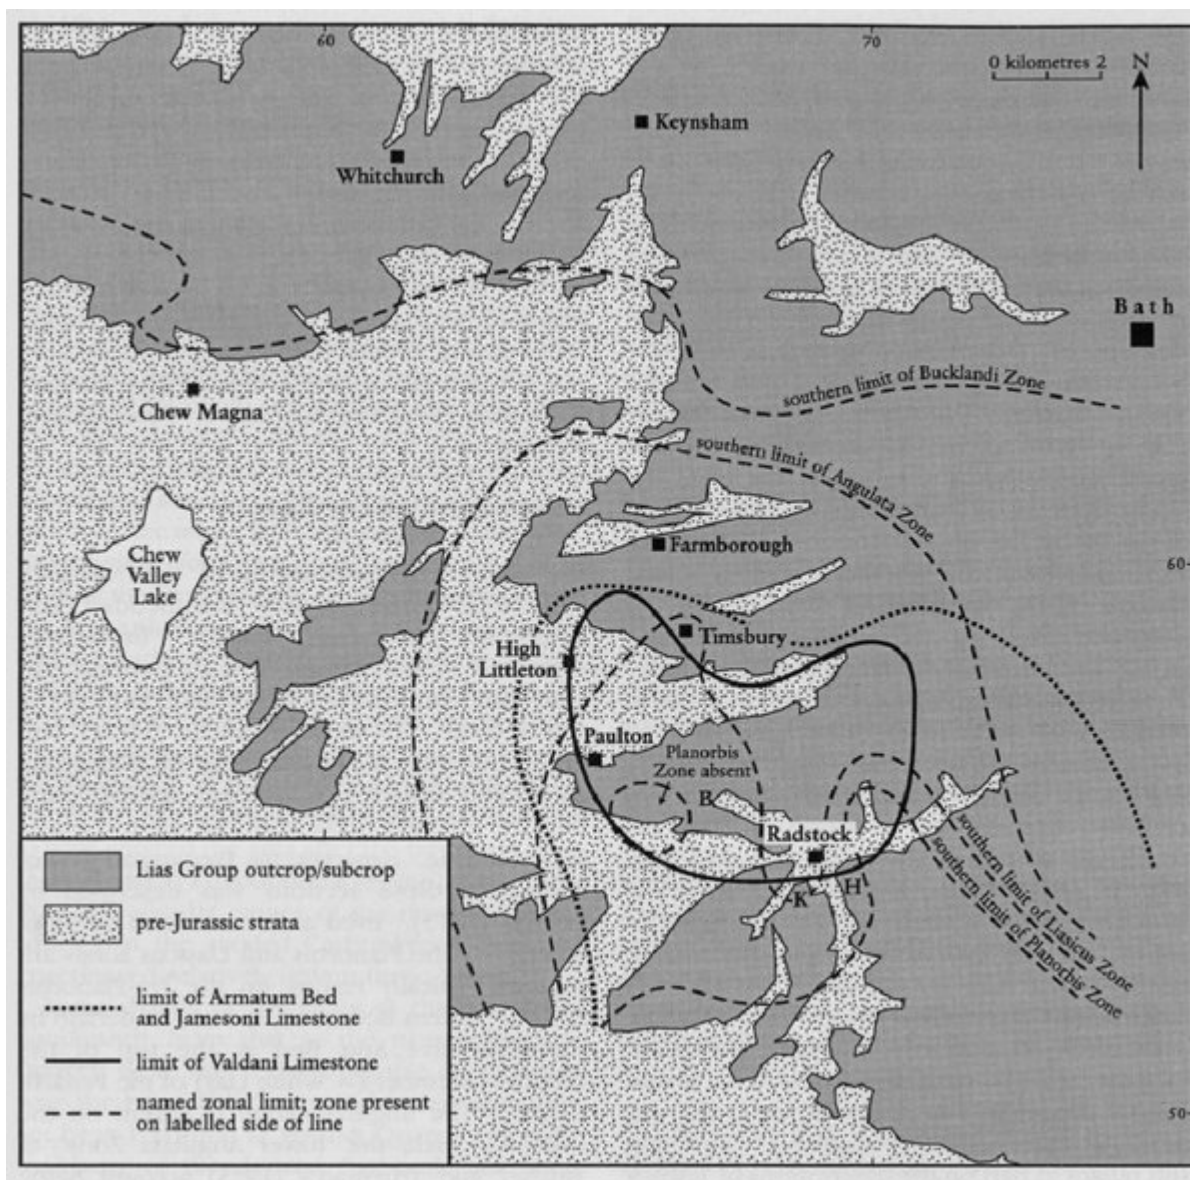 60
70
0 kilometres 2
N
Keynsham
Whitchurch
Bath
southern limit of Bucklandi Zone
Chew Magna
southern limit of Angulata Zone
Chew
Valley
Lake
Farmborough
60
Timsbury
High
Littleton
Paulton
Planorbis
Zone absent
B
Radstock
K
H
southern limit of Liasicus Zone
southern limit of Planorbis Zone
50
Lias Group outcrop/subcrop
pre-Jurassic strata
limit of Armatum Bed
and Jamesoni Limestone
limit of Valdani Limestone
named zonal limit; zone present
on labelled side of line